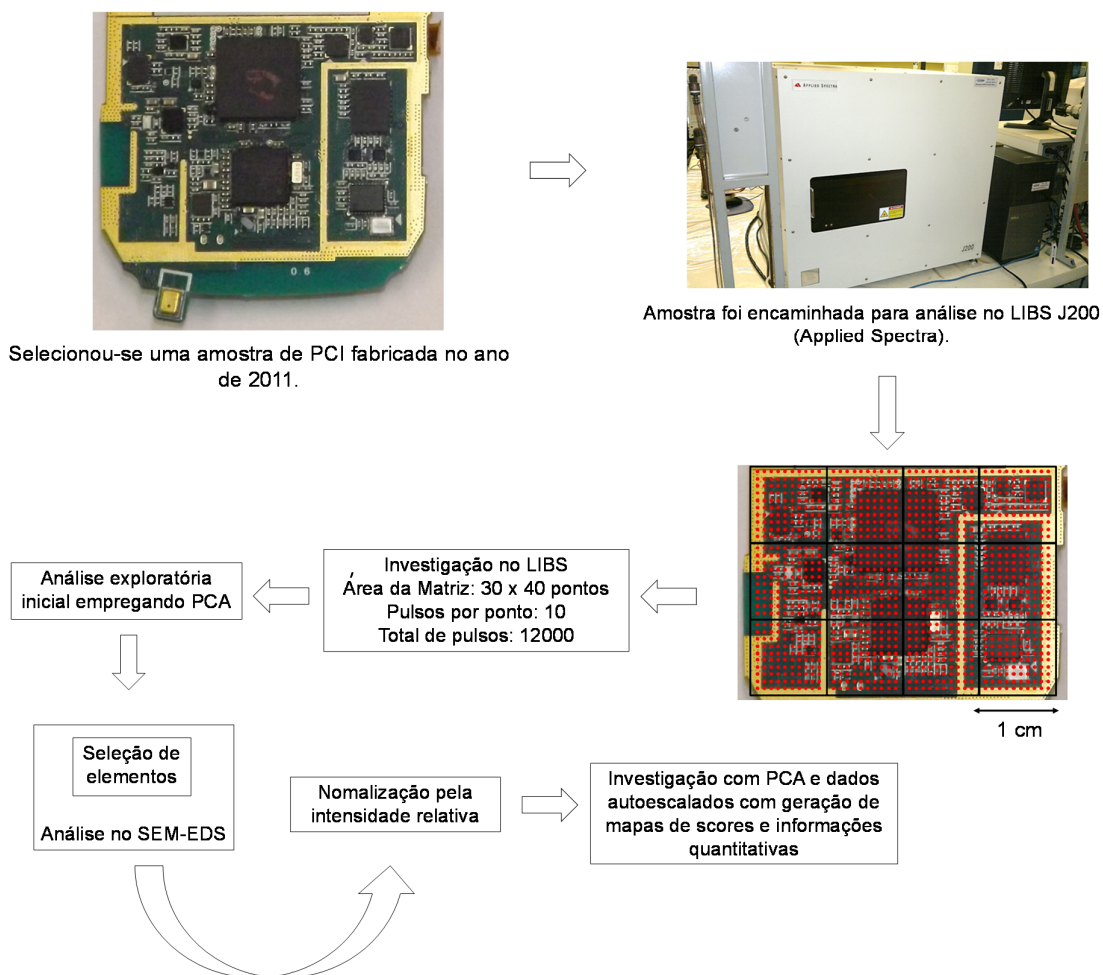 0 6
Selecionou-se uma amostra de PCI fabricada no ano
de 2011.
APPLIED SPECTRA
J200
Amostra foi encaminhada para análise no LIBS J200
(Applied Spectra).
1 cm
Investigação no LIBS
Área da Matriz: 30 x 40 pontos
Pulsos por ponto: 10
Total de pulsos: 12000
Análise exploratória
inicial empregando PCA
Seleção de
elementos
Análise no SEM-EDS
Nomalização pela
intensidade relativa
Investigação com PCA e dados
autoescalados com geração de
mapas de scores e informações
quantitativas